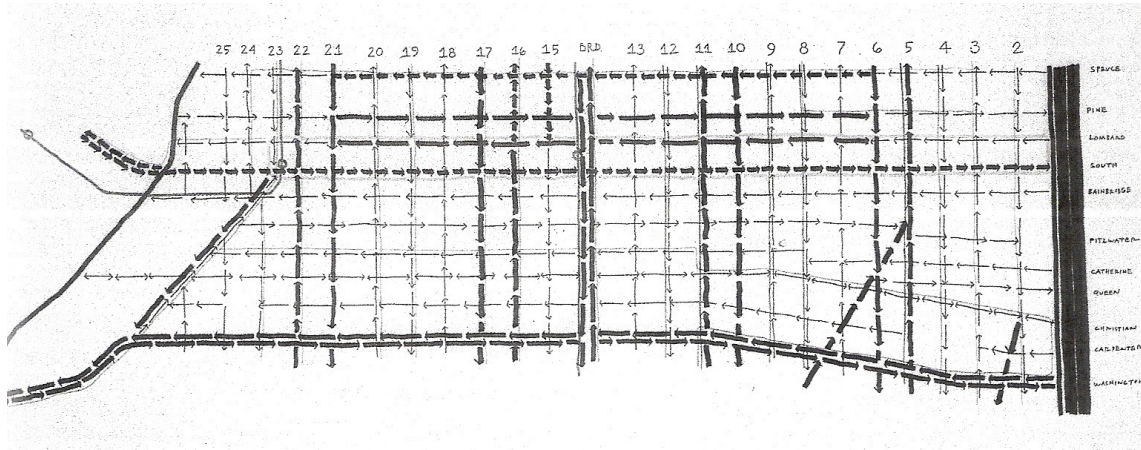 25 24 23 22 21 20 19 18 17 16 15 BRD. 13 12 11 10 9 8 7 6 5 4 3 2
SPRUCE
PINE
LOMBARD
SOUTH
BAINBRIDGE
FITZWATER
CATHERINE
QUEEN
CHRISTIAN
CARPENTER
WASHINGTON